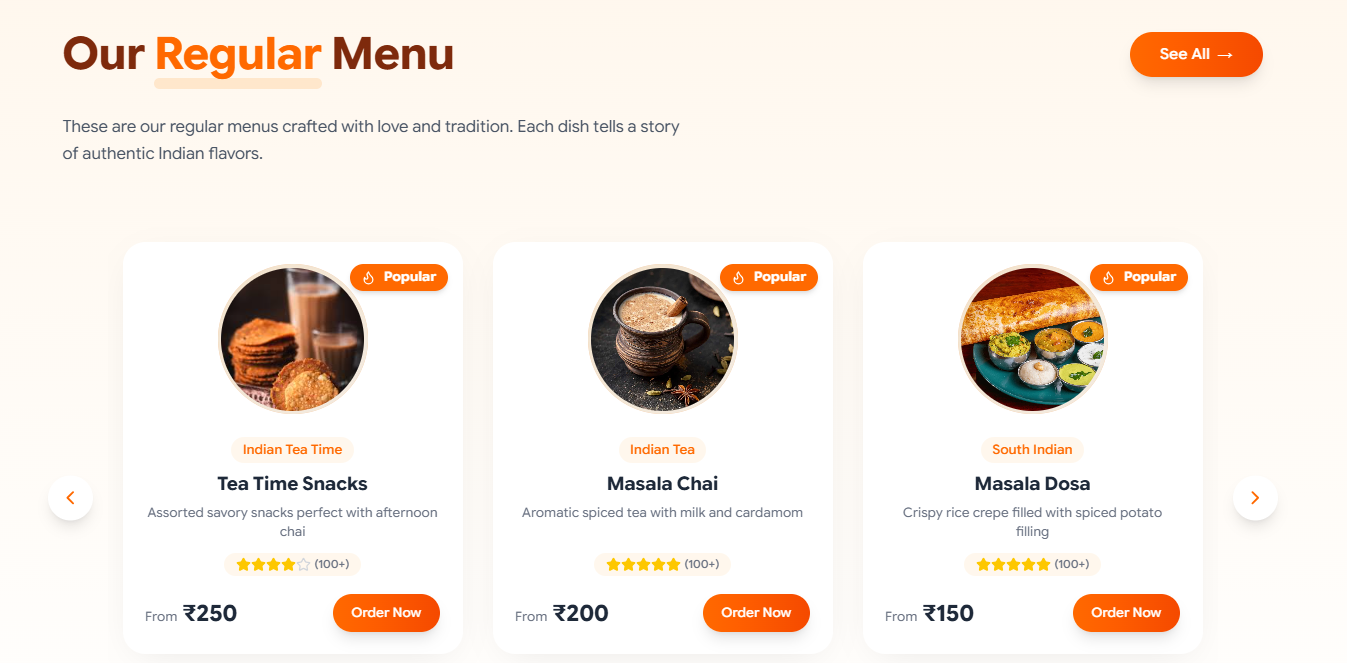 Our Regular Menu
See All →
These are our regular menus crafted with love and tradition. Each dish tells a story
of authentic Indian flavors.
Popular
Indian Tea Time
Tea Time Snacks
Assorted savory snacks perfect with afternoon
chai
(100+)
From ₹250
Order Now
Popular
Indian Tea
Masala Chai
Aromatic spiced tea with milk and cardamom
(100+)
From ₹200
Order Now
Popular
South Indian
Masala Dosa
Crispy rice crepe filled with spiced potato
filling
(100+)
From ₹150
Order Now